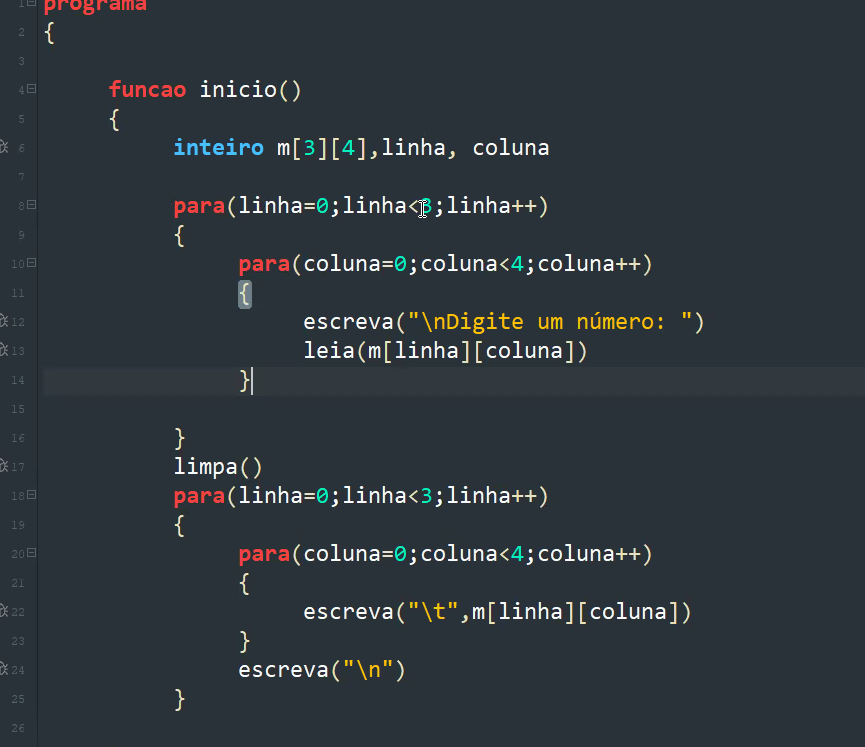 1 programa
2 {
3
4 funcao inicio()
5 {
6 inteiro m[3][4],linha, coluna
7
8 para(linha=0;linha<3;linha++)
9 {
10 para(coluna=0;coluna<4;coluna++)
11 {
12 escreva("\nDigite um número: ")
13 leia(m[linha][coluna])
14 }
15
16 }
17 limpa()
18 para(linha=0;linha<3;linha++)
19 {
20 para(coluna=0;coluna<4;coluna++)
21 {
22 escreva("\t",m[linha][coluna])
23 }
24 escreva("\n")
25 }
26